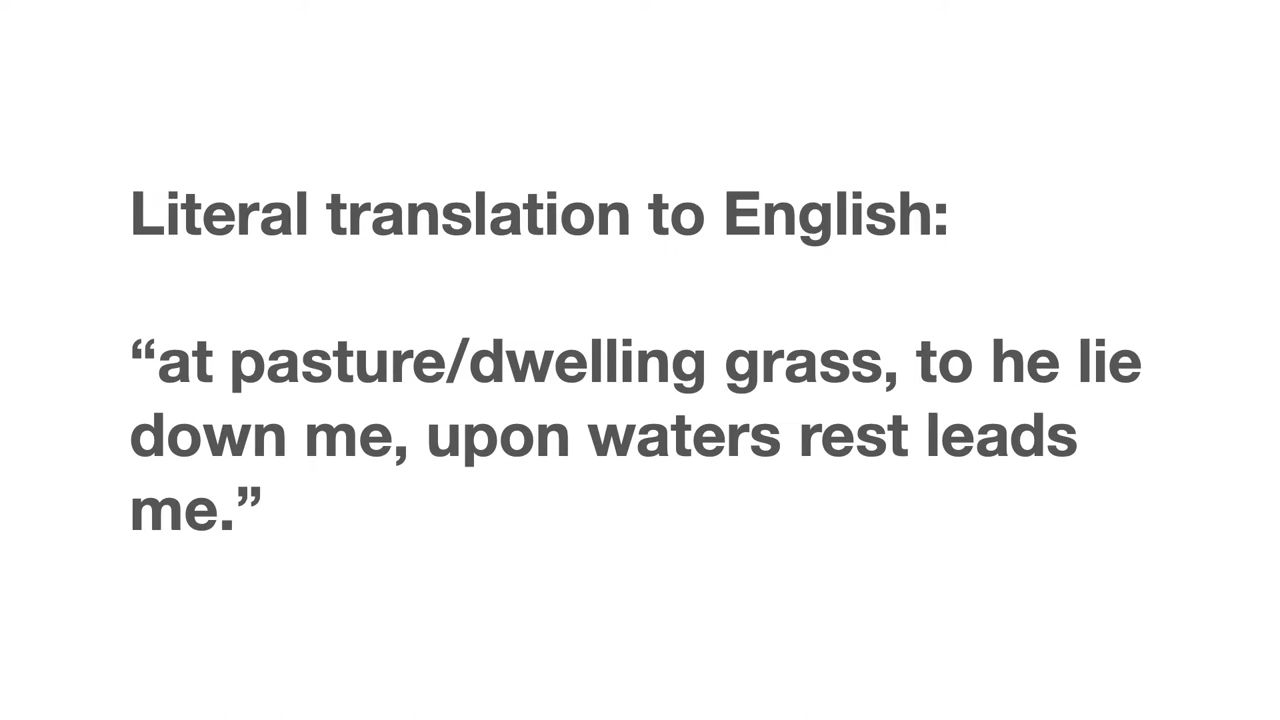 Literal translation to English:
“at pasture/dwelling grass, to he lie
down me, upon waters rest leads
me.”